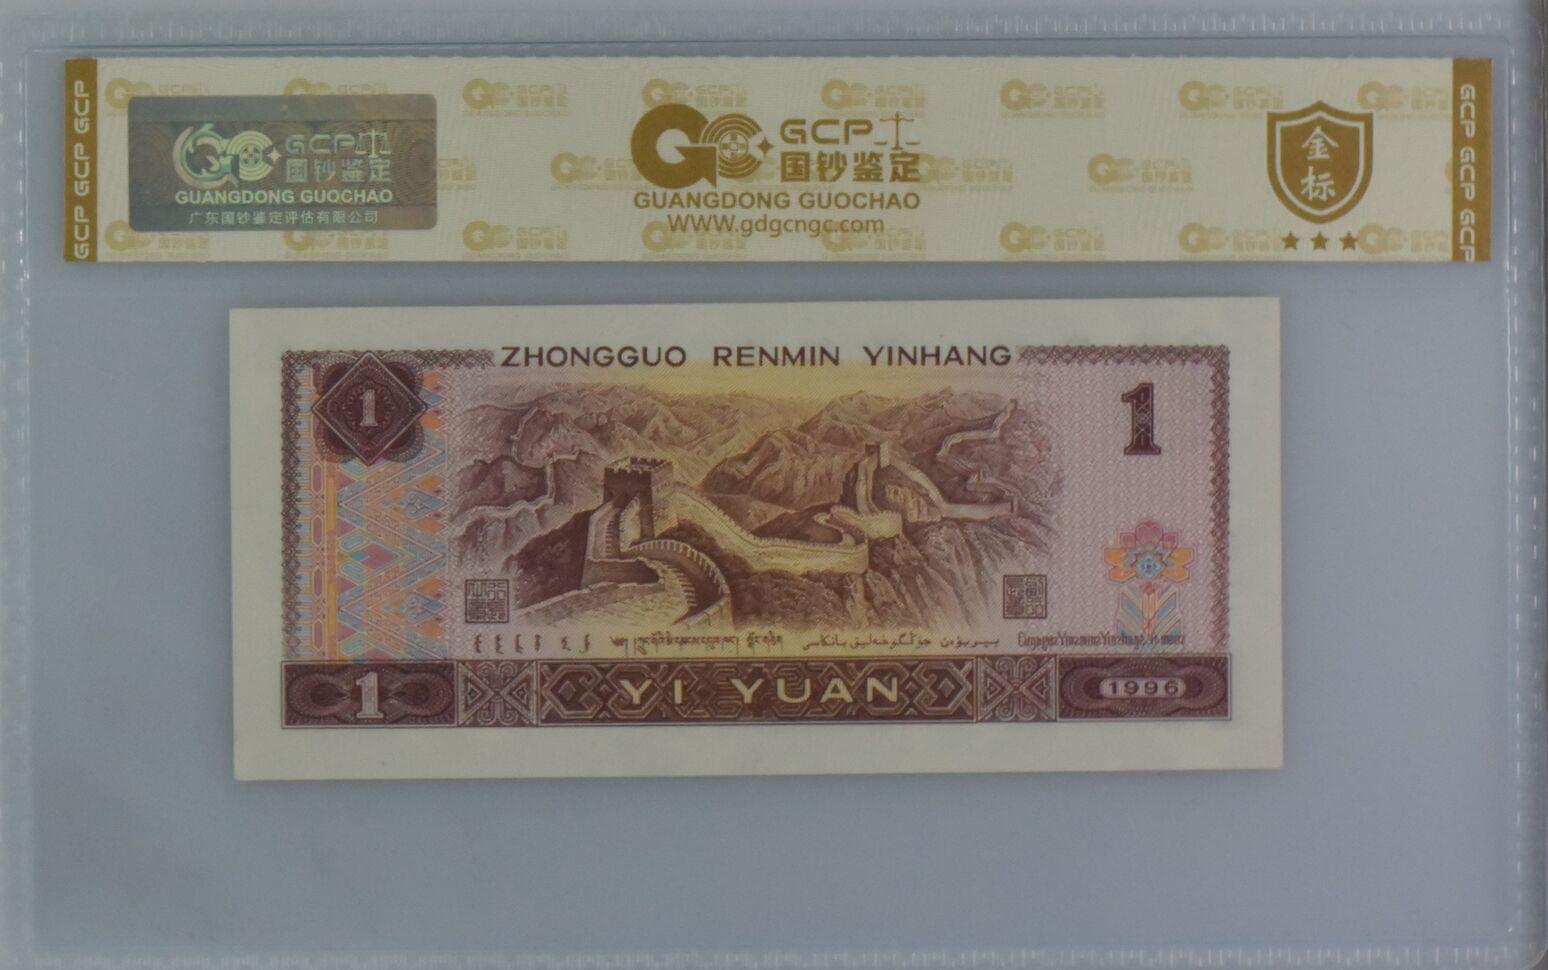 GCP GCP GCP
GCP
国钞鉴定
GUANGDONG GUOCHAO
广东国钞鉴定评估有限公司
GCP
国钞鉴定
GUANGDONG GUOCHAO
WWW.gdgcngc.com
金
标
GCP GCP GCP
ZHONGGUO RENMIN YINHANG
1
1
1
YI YUAN
1996